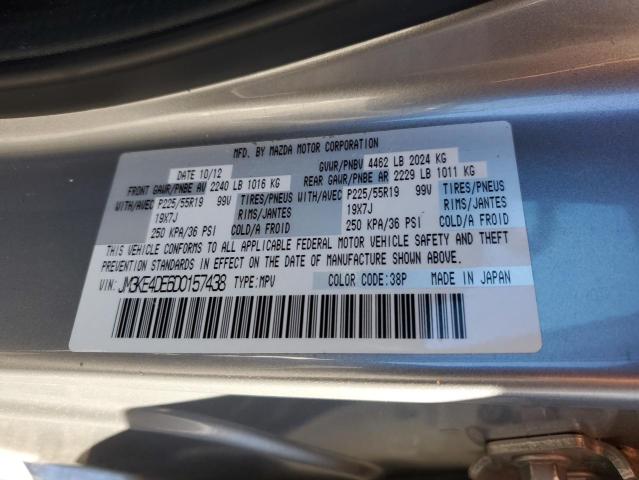 MFD. BY MAZDA MOTOR CORPORATION
DATE 10/12 GVWR/PNBV 4462 LB 2024 KG
FRONT GAWR/PNBE AV 2240 LB 1016 KG REAR GAWR/PNBE AR 2229 LB 1011 KG
WITH/AVEC P225/55R19 99V TIRES/PNEUS WITH/AVEC P225/55R19 99V TIRES/PNEUS
19X7J RIMS/JANTES 19X7J RIMS/JANTES
250 KPA/36 PSI COLD/A FROID 250 KPA/36 PSI COLD/A FROID
THIS VEHICLE CONFORMS TO ALL APPLICABLE FEDERAL MOTOR VEHICLE SAFETY AND THEFT
PREVENTION STANDARDS IN EFFECT ON THE DATE OF MANUFACTURE SHOWN ABOVE.
VIN: JM3KE4DE6D0157438 TYPE:MPV COLOR CODE:38P MADE IN JAPAN